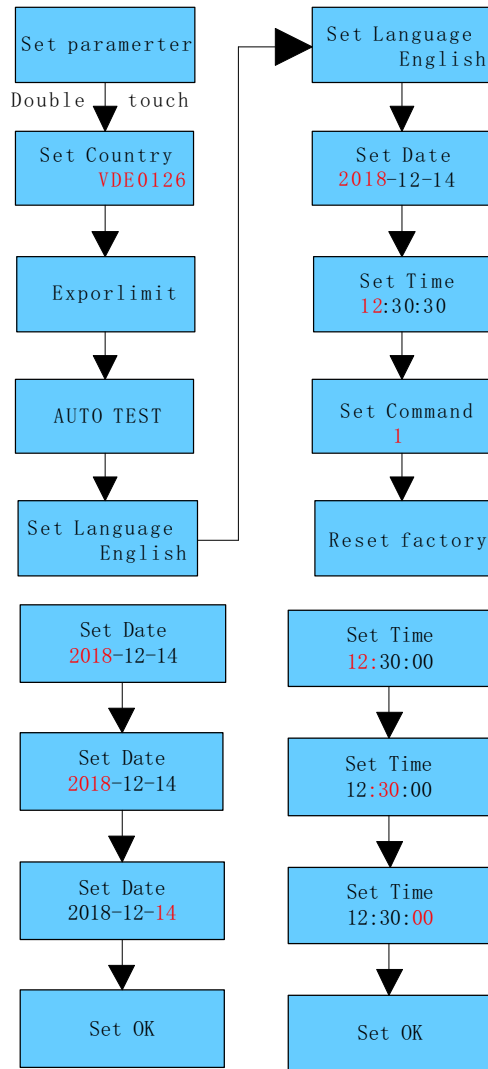 Set paramerter
Double touch
Set Country
VDE0126
Exporlimit
AUTO TEST
Set Language
English
Set Language
English
Set Date
2018-12-14
Set Time
12:30:30
Set Command
1
Reset factory
Set Date
2018-12-14
Set Date
2018-12-14
Set Date
2018-12-14
Set OK
Set Time
12:30:00
Set Time
12:30:00
Set Time
12:30:00
Set OK